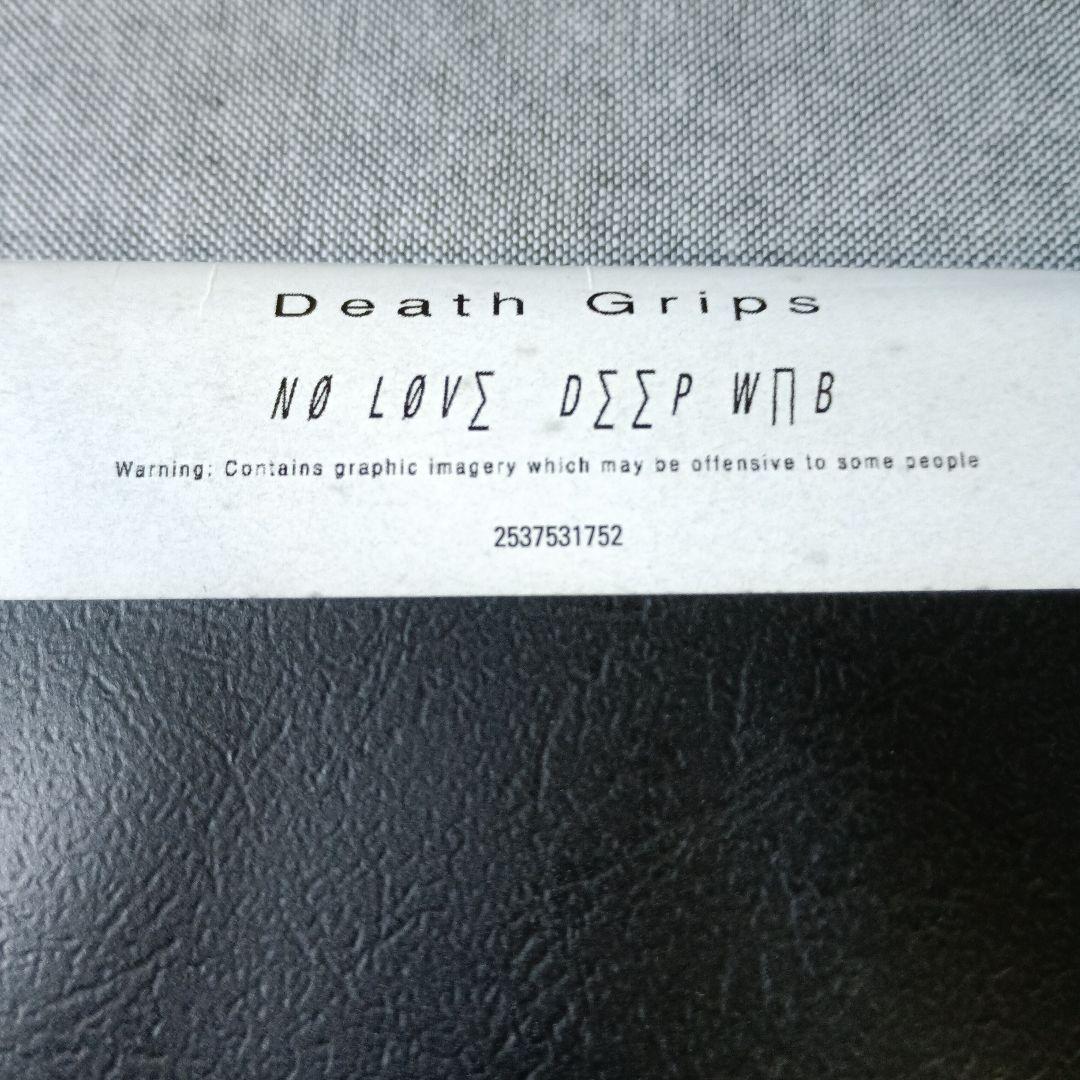 Death Grips
NØ LØV∑ D∑∑P W∏B
Warning: Contains graphic imagery which may be offensive to some people
2537531752